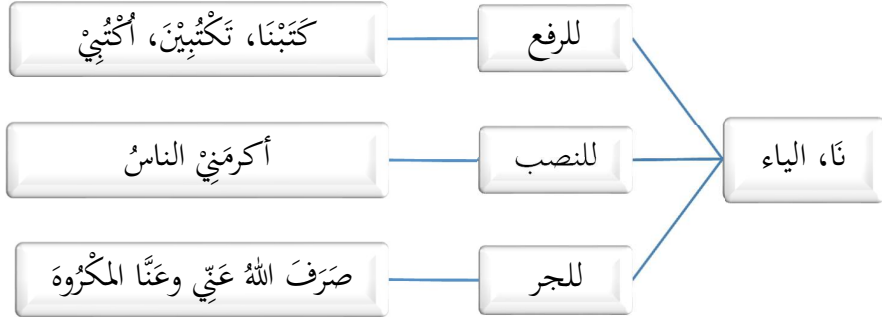 نَا، الياء
للرفع
كَتَبْنَا، تَكْتُبِيْنَ، اُكْتُبِيْ
للنصب
أكرمَنِيْ الناسُ
للجر
صَرَفَ اللهُ عَنِّي وعَنَّا المكْرُوهَ